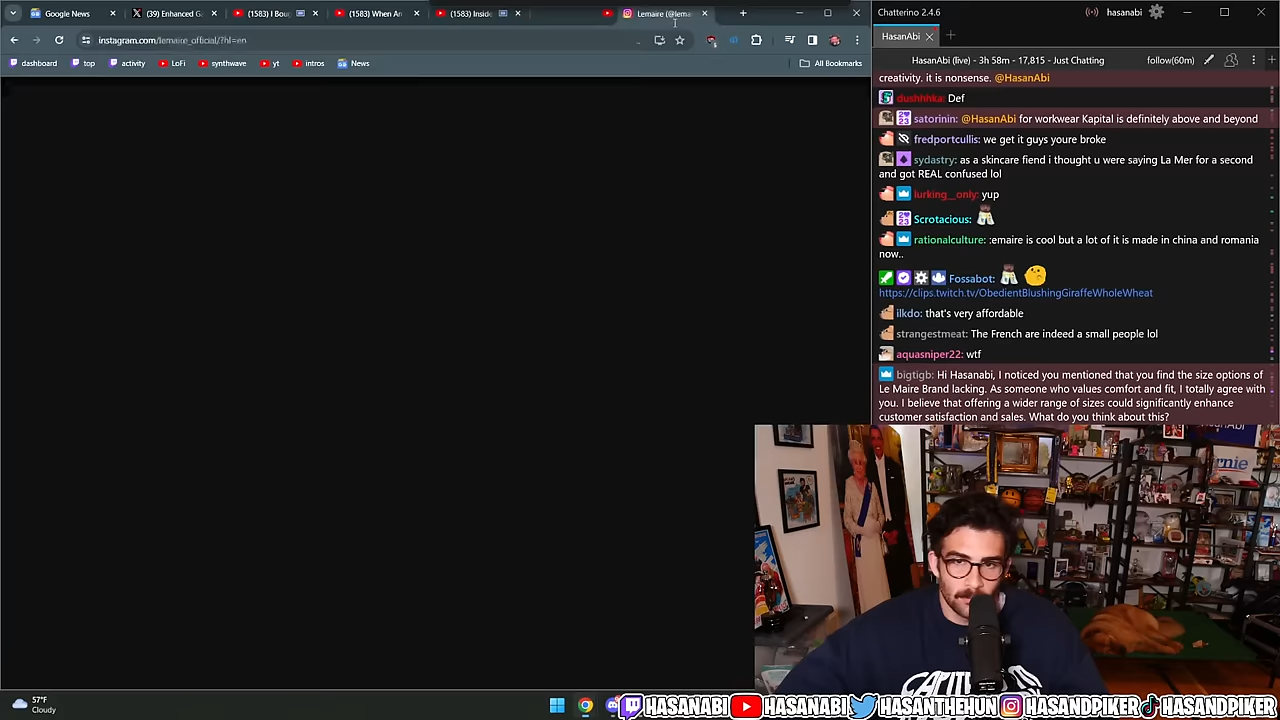 Google News
(39) Enhanced G
(1583) I Boug
(1583) When Ar
(1583) Inside
Lemaire (@lema
instagram.com/lemaire_official/?hl=en
dashboard
top
activity
LoFi
synthwave
yt
intros
News
All Bookmarks
Chatterino 2.4.6
hasanabi
HasanAbi
HasanAbi (live) - 3h 58m - 17,815 - Just Chatting
follow(60m)
creativity. it is nonsense. @HasanAbi
dushhhka: Def
satorinin: @HasanAbi for workwear Kapital is definitely above and beyond
fredportcullis: we get it guys youre broke
sydastry: as a skincare fiend i thought u were saying La Mer for a second
and got REAL confused lol
lurking__only: yup
Scrotacious:
rationalculture: :emaire is cool but a lot of it is made in china and romania
now..
Fossabot:
https://clips.twitch.tv/ObedientBlushingGiraffeWholeWheat
ilkdo: that's very affordable
strangestmeat: The French are indeed a small people lol
aquasniper22: wtf
bigtigb: Hi Hasanabi, I noticed you mentioned that you find the size options of
Le Maire Brand lacking. As someone who values comfort and fit, I totally agree with
you. I believe that offering a wider range of sizes could significantly enhance
customer satisfaction and sales. What do you think about this?
57°F
Cloudy
HASANABI
HASANABI
HASANTHEHUN
HASANDPIKER
HASANDPIKER